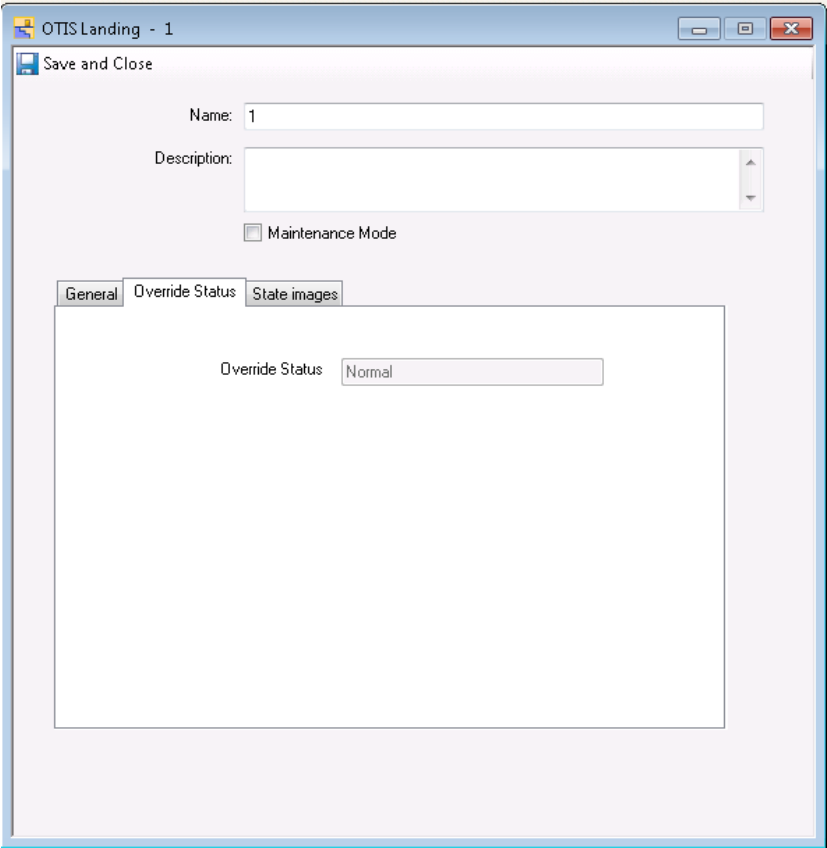 OTIS Landing - 1
Save and Close
Name: 1
Description:
Maintenance Mode
General Override Status State images
Override Status Normal